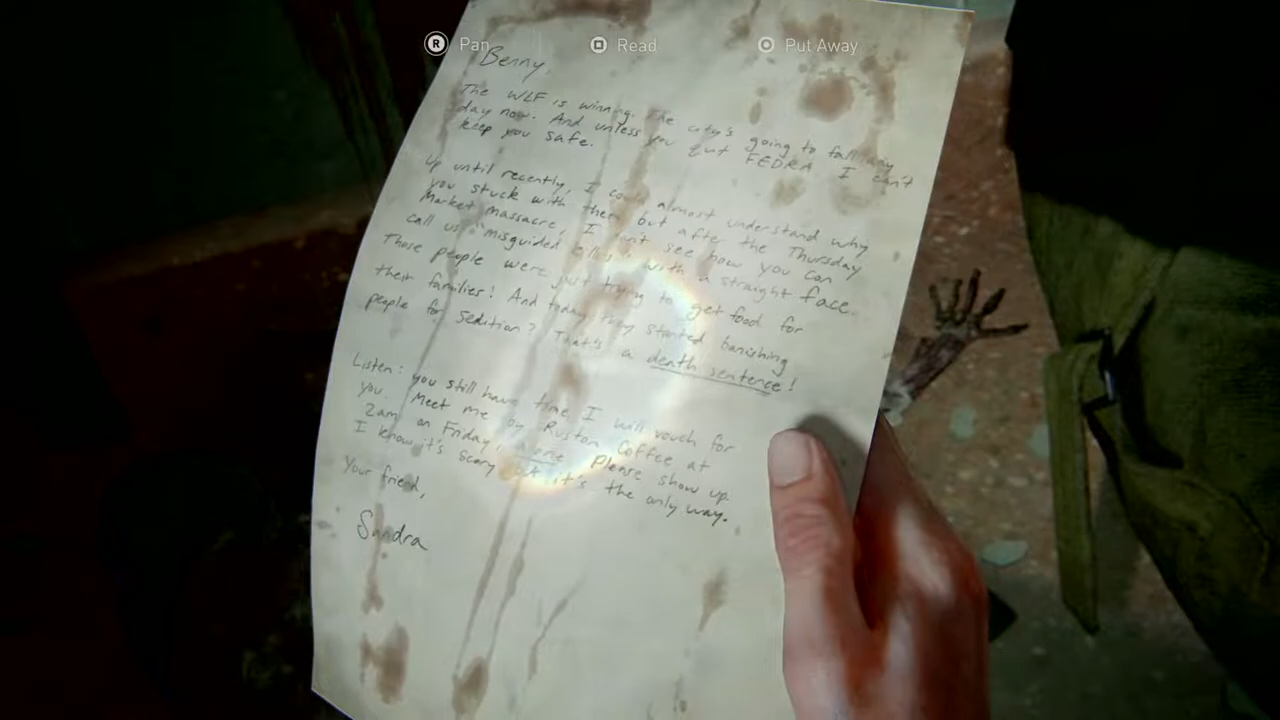 Pan
Read
Put Away
Benny,
The WLF is winning. The city's going to fall any
day now. And unless you quit FEDRA I can't
keep you safe.
Up until recently, I could almost understand why
you stuck with them but after the Thursday
Market Massacre, I don't see how you can
call us "misguided with a straight face.
Those people were just trying to get food for
their families! And today they started banishing
people for sedition? That's a death sentence!
Listen: you still have time. I will vouch for
you. Meet me by Ruston Coffee at
2am on Friday, alone. Please show up.
I know it's scary but it's the only way.
Your friend,
Sandra